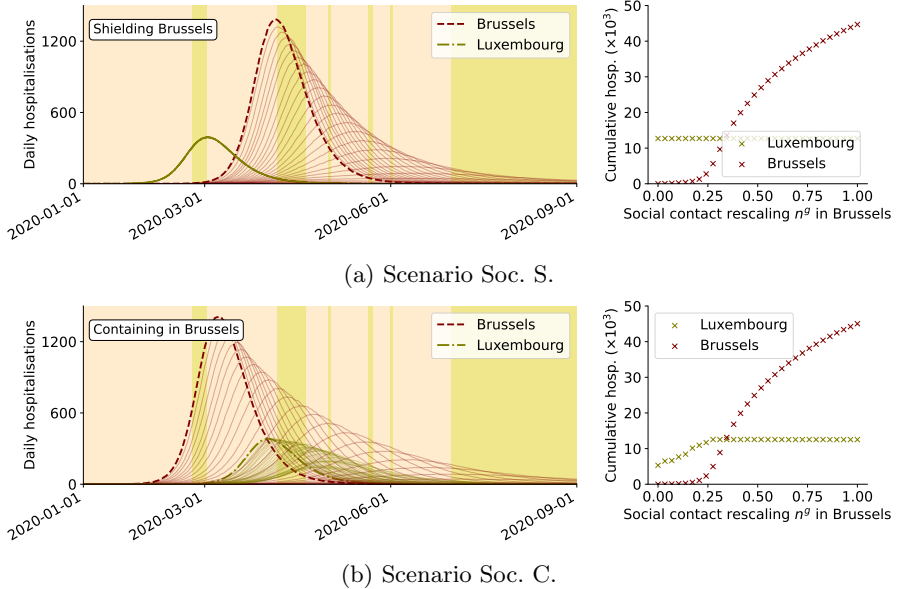 Shielding Brussels
Brussels
Luxembourg
Daily hospitalisations
1200
600
0
2020-01-01
2020-03-01
2020-06-01
2020-09-01
Cumulative hosp. (×10³)
50
40
30
20
10
0
Luxembourg
Brussels
0.00 0.25 0.50 0.75 1.00
Social contact rescaling nᵍ in Brussels
(a) Scenario Soc. S.
Containing in Brussels
Brussels
Luxembourg
Daily hospitalisations
1200
600
0
2020-01-01
2020-03-01
2020-06-01
2020-09-01
Cumulative hosp. (×10³)
50
40
30
20
10
0
Luxembourg
Brussels
0.00 0.25 0.50 0.75 1.00
Social contact rescaling nᵍ in Brussels
(b) Scenario Soc. C.